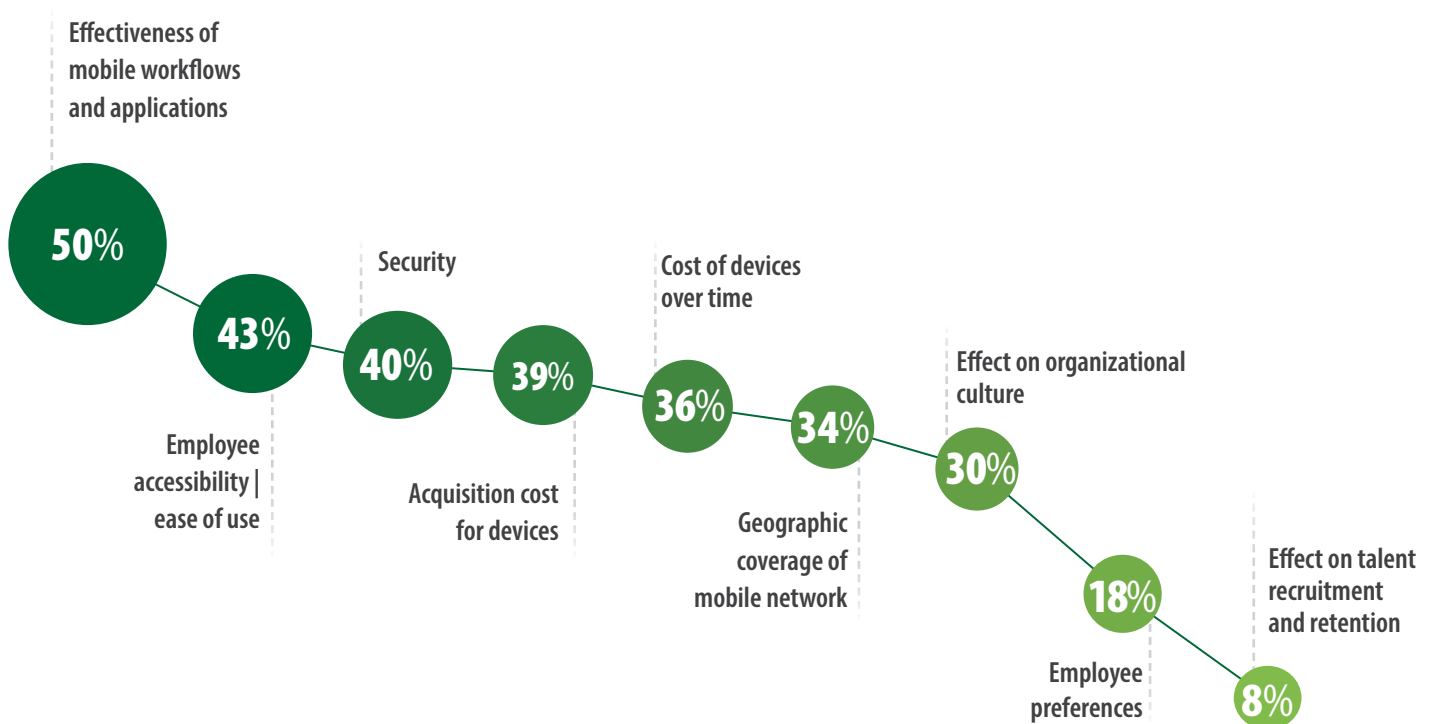 Effectiveness of
mobile workflows
and applications
50%
43%
Employee
accessibility |
ease of use
Security
40%
39%
Acquisition cost
for devices
Cost of devices
over time
36%
34%
Geographic
coverage of
mobile network
Effect on organizational
culture
30%
18%
Employee
preferences
Effect on talent
recruitment
and retention
8%